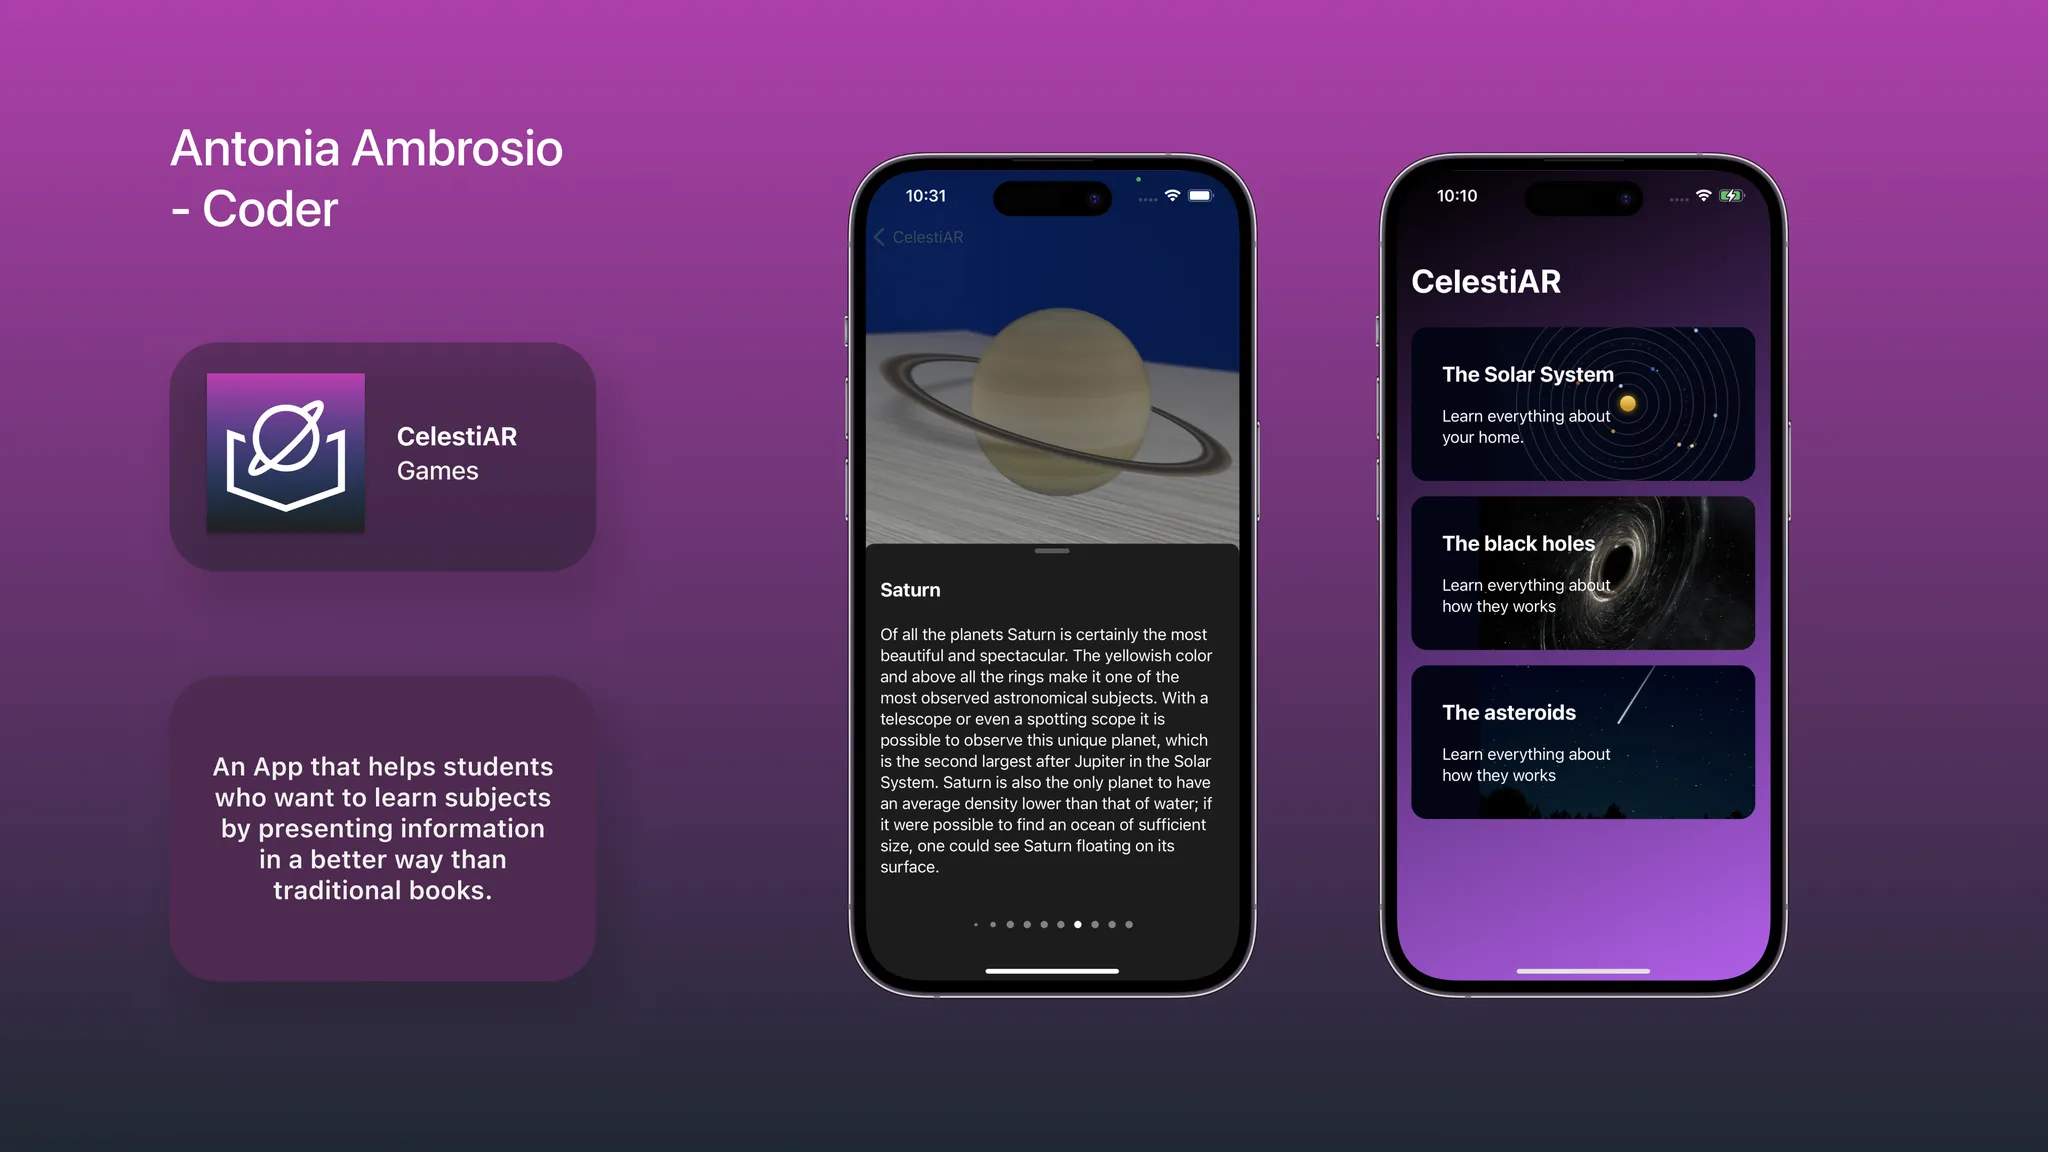 Antonia Ambrosio
- Coder
CelestiAR
Games
An App that helps students
who want to learn subjects
by presenting information
in a better way than
traditional books.
10:31
CelestiAR
Saturn
Of all the planets Saturn is certainly the most
beautiful and spectacular. The yellowish color
and above all the rings make it one of the
most observed astronomical subjects. With a
telescope or even a spotting scope it is
possible to observe this unique planet, which
is the second largest after Jupiter in the Solar
System. Saturn is also the only planet to have
an average density lower than that of water; if
it were possible to find an ocean of sufficient
size, one could see Saturn floating on its
surface.
10:10
CelestiAR
The Solar System
Learn everything about
your home.
The black holes
Learn everything about
how they works
The asteroids
Learn everything about
how they works